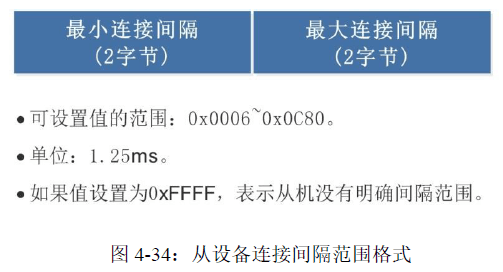 最小连接间隔 最大连接间隔
(2字节) (2字节)
●可设置值的范围：0x0006~0x0C80。
●单位：1.25ms。
●如果值设置为0xFFFF，表示从机没有明确间隔范围。
图 4-34：从设备连接间隔范围格式